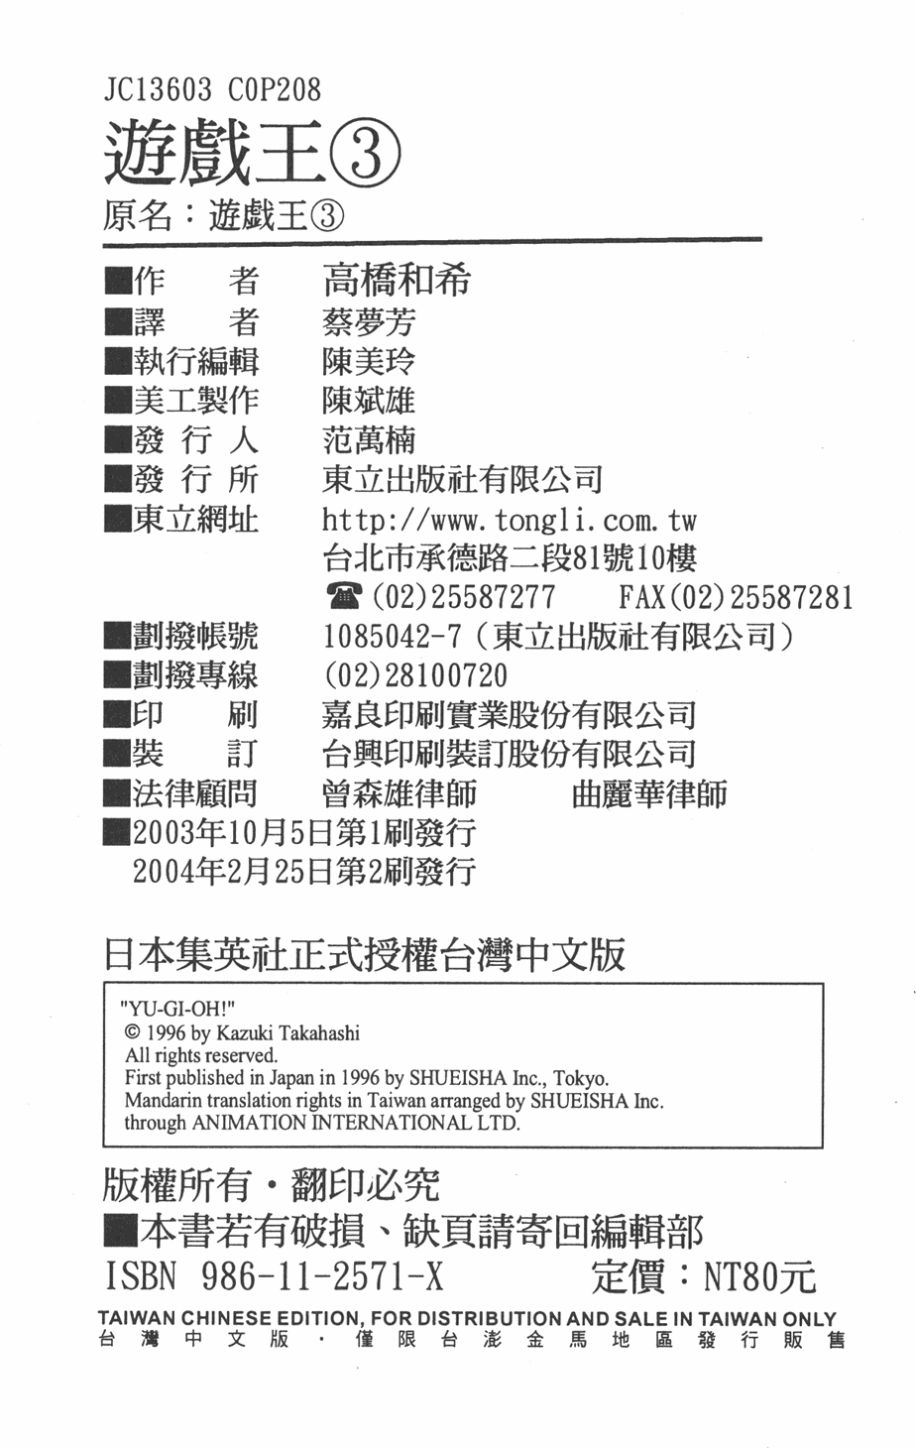 JC13603 C0P208
遊戲王③
原名：遊戯王③
■作　　者　高橋和希
■譯　　者　蔡夢芳
■執行編輯　陳美玲
■美工製作　陳斌雄
■發 行 人　范萬楠
■發 行 所　東立出版社有限公司
■東立網址　http://www.tongli.com.tw
台北市承德路二段81號10樓
☎(02)25587277　FAX(02)25587281
■劃撥帳號　1085042-7（東立出版社有限公司）
■劃撥專線　(02)28100720
■印　　刷　嘉良印刷實業股份有限公司
■裝　　訂　台興印刷裝訂股份有限公司
■法律顧問　曾森雄律師　　曲麗華律師
■2003年10月5日第1刷發行
2004年2月25日第2刷發行
日本集英社正式授權台灣中文版
"YU-GI-OH!"
© 1996 by Kazuki Takahashi
All rights reserved.
First published in Japan in 1996 by SHUEISHA Inc., Tokyo.
Mandarin translation rights in Taiwan arranged by SHUEISHA Inc.
through ANIMATION INTERNATIONAL LTD.
版權所有・翻印必究
■本書若有破損、缺頁請寄回編輯部
ISBN 986-11-2571-X　定價：NT80元
TAIWAN CHINESE EDITION, FOR DISTRIBUTION AND SALE IN TAIWAN ONLY
台灣中文版・僅限台澎金馬地區發行販售